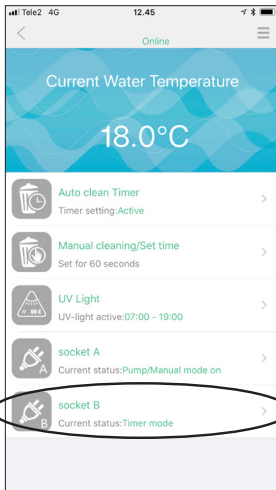 Tele2 4G 12.45
Online
Current Water Temperature
18.0°C
Auto clean Timer
Timer setting:Active
Manual cleaning/Set time
Set for 60 seconds
UV Light
UV-light active:07:00 - 19:00
A
socket A
Current status:Pump/Manual mode on
B
socket B
Current status:Timer mode